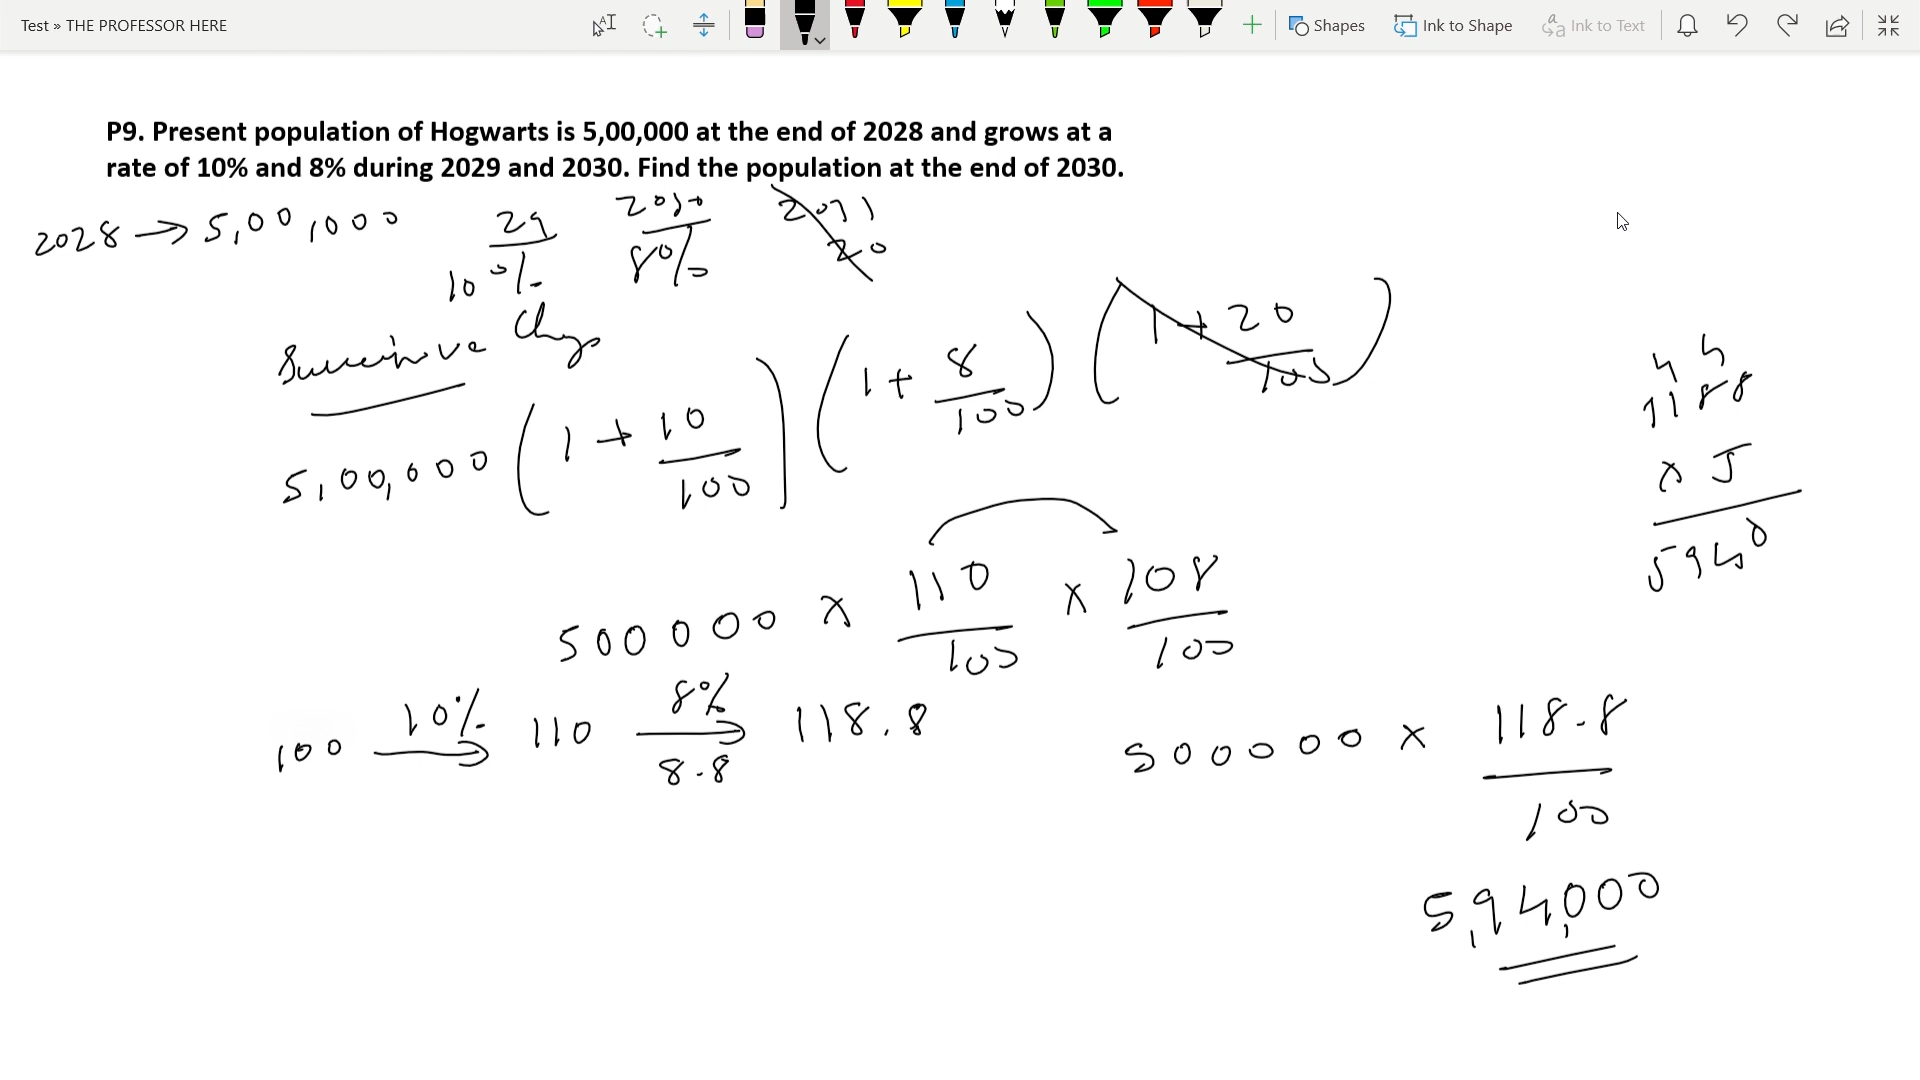 Test » THE PROFESSOR HERE
Shapes
Ink to Shape
Ink to Text
P9. Present population of Hogwarts is 5,00,000 at the end of 2028 and grows at a
rate of 10% and 8% during 2029 and 2030. Find the population at the end of 2030.
2028 → 5,00,000
29 2030 2031
10% 8% 20
Successive Chngs
5,00,000 (1 + 10/100) (1 + 8/100) (1 + 20/100)
44
1188
x 5
5940
500000 x 110/100 x 108/100
100 10% → 110 8% → 8.8 118.8
500000 x 118.8/100
5,94,000